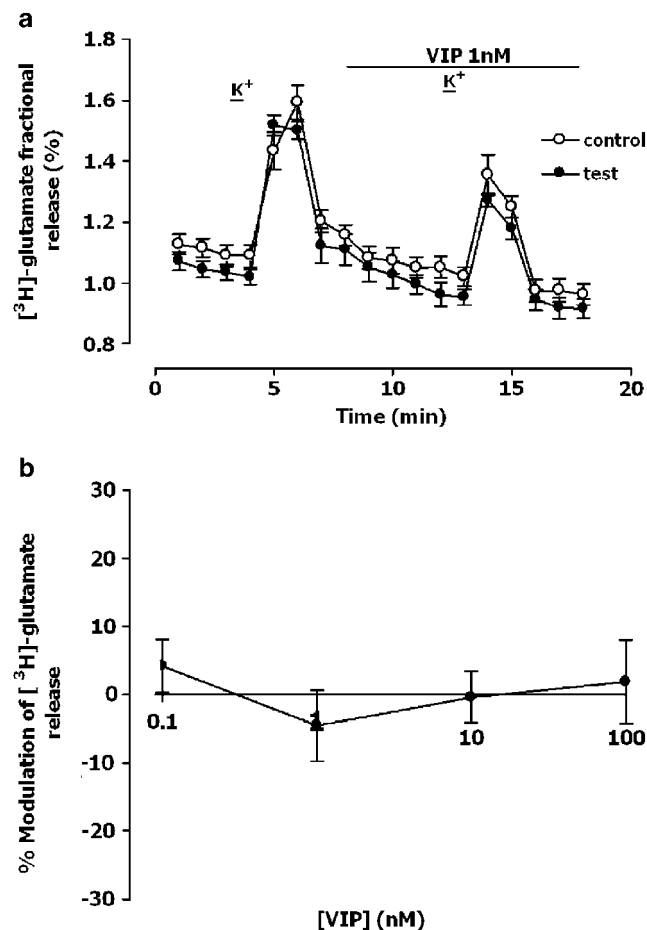 a
1.8
1.6
1.4
1.2
1.0
0.8
[³H]-glutamate fractional
release (%)
K⁺
VIP 1nM
K⁺
control
test
0
5
10
15
20
Time (min)
b
30
20
10
0
-10
-20
-30
% Modulation of [³H]-glutamate
release
0.1
1
10
100
[VIP] (nM)